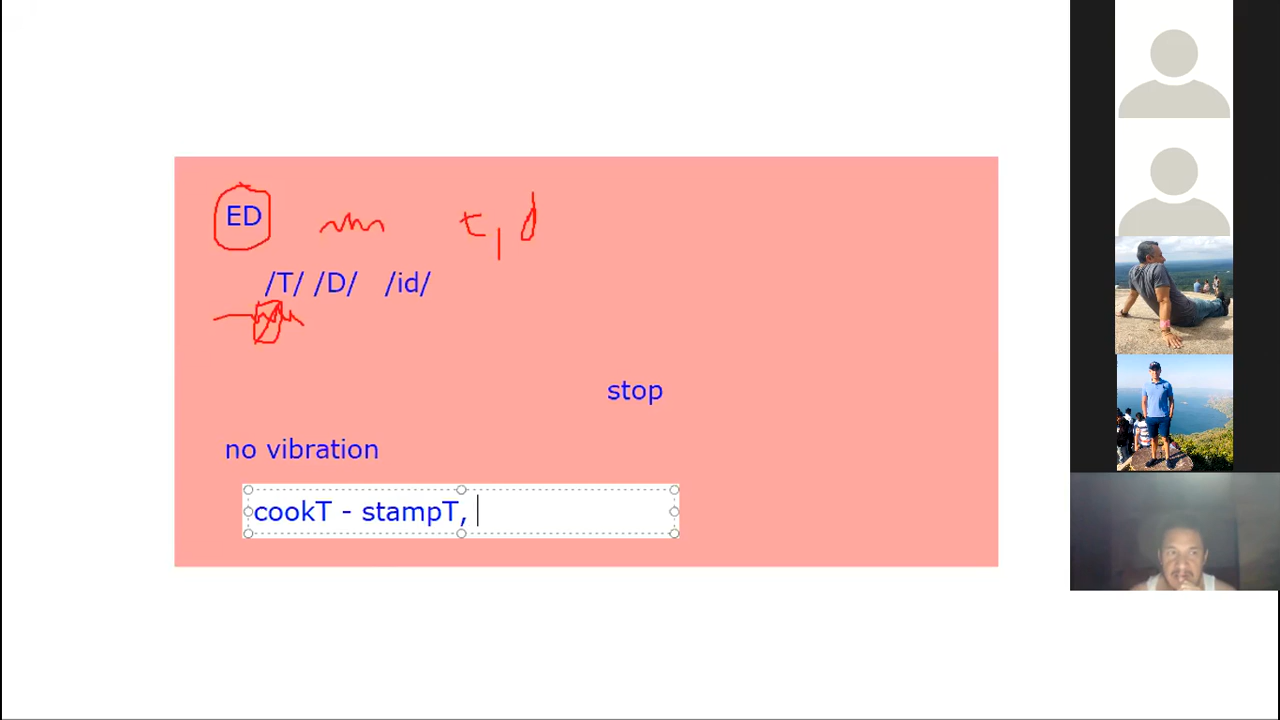 ED t, d
/T/ /D/ /id/
stop
no vibration
cookT - stampT,